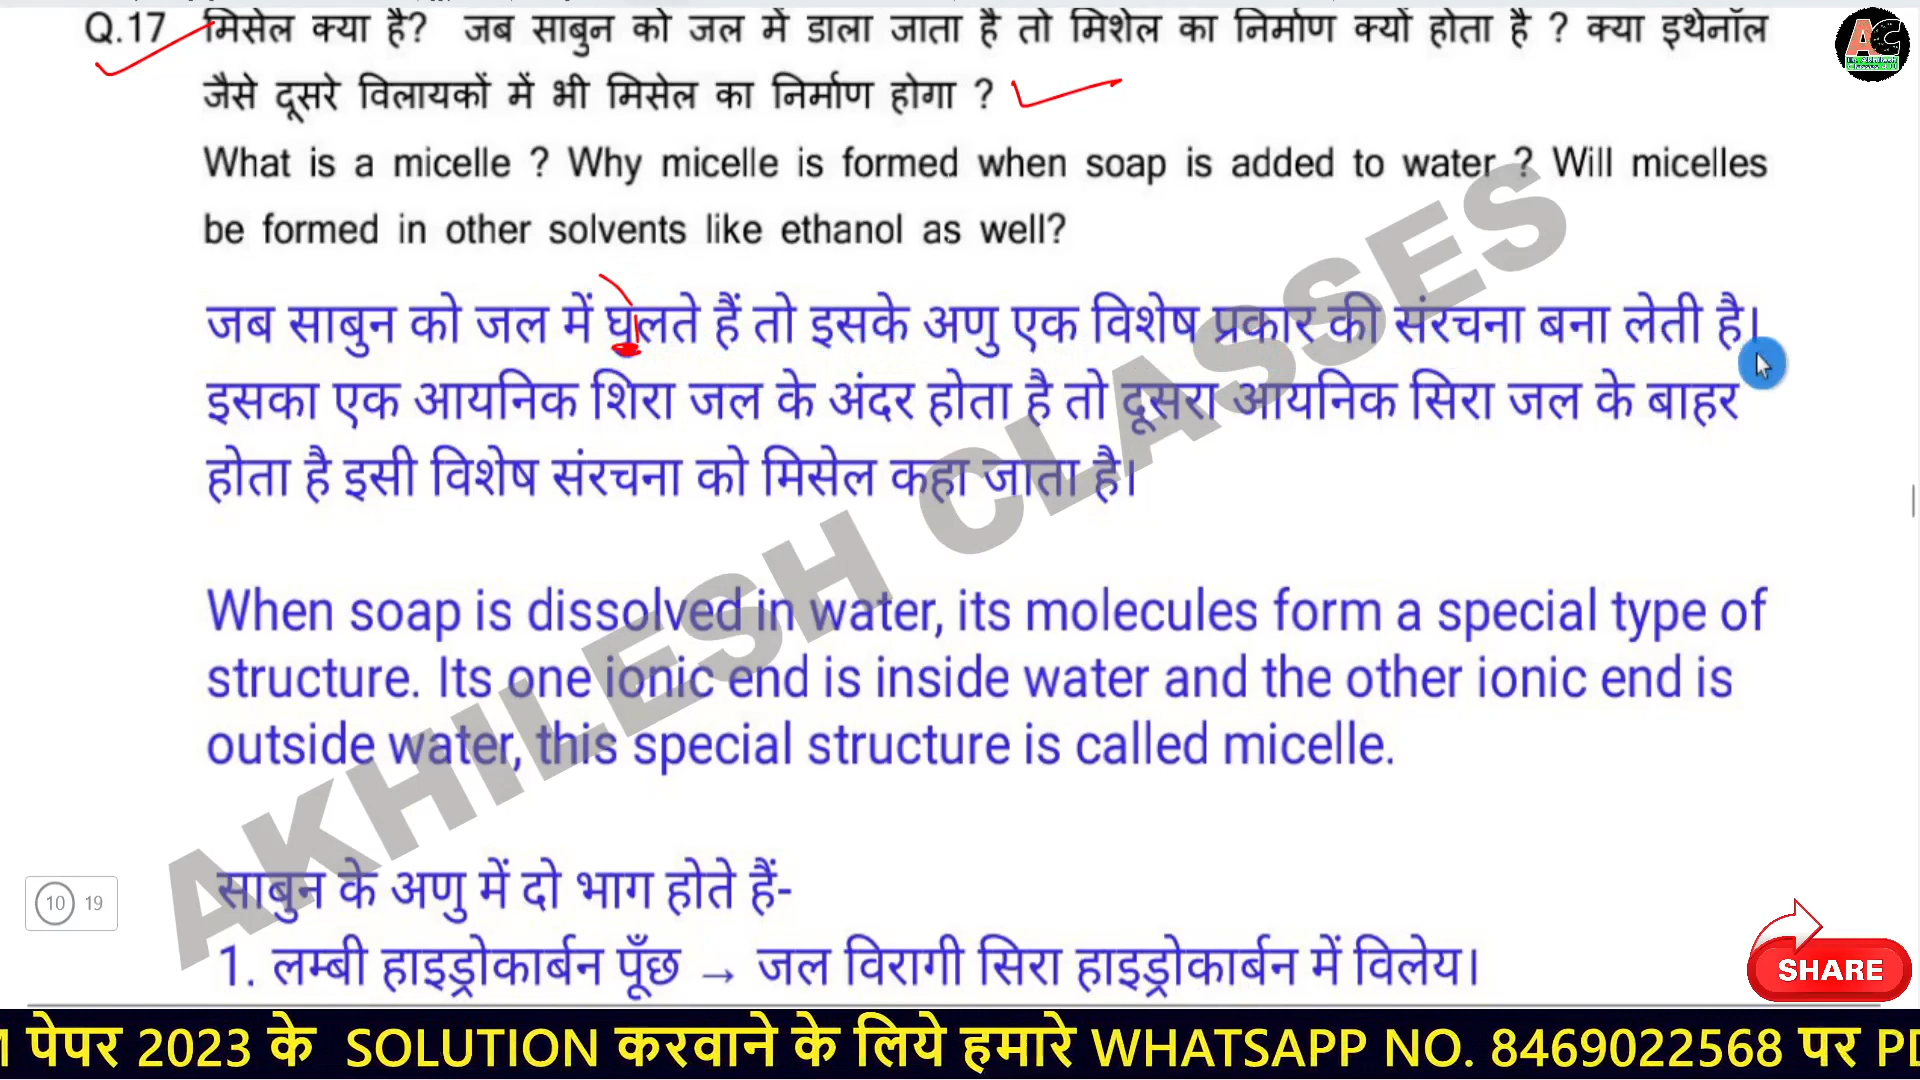 Q.17 मिसेल क्या है? जब साबुन को जल में डाला जाता है तो मिशेल का निर्माण क्यों होता है ? क्या इथेनॉल
जैसे दूसरे विलायकों में भी मिसेल का निर्माण होगा ?
What is a micelle ? Why micelle is formed when soap is added to water ? Will micelles
be formed in other solvents like ethanol as well?
जब साबुन को जल में घुलते हैं तो इसके अणु एक विशेष प्रकार की संरचना बना लेती है।
इसका एक आयनिक शिरा जल के अंदर होता है तो दूसरा आयनिक सिरा जल के बाहर
होता है इसी विशेष संरचना को मिसेल कहा जाता है।
When soap is dissolved in water, its molecules form a special type of
structure. Its one ionic end is inside water and the other ionic end is
outside water, this special structure is called micelle.
AKHILESH CLASSES
साबुन के अणु में दो भाग होते हैं-
1. लम्बी हाइड्रोकार्बन पूँछ → जल विरागी सिरा हाइड्रोकार्बन में विलेय।
10 19
AC
SHARE
पेपर 2023 के SOLUTION करवाने के लिये हमारे WHATSAPP NO. 8469022568 पर